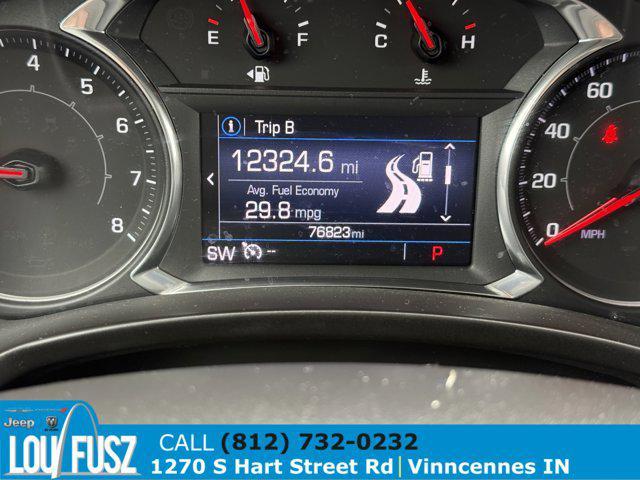 E F
C H
4
5
6
7
8
60
40
20
0
MPH
i Trip B
12324.6 mi
Avg. Fuel Economy
29.8 mpg
76823mi
SW -- P
Jeep
LOU FUSZ
CALL (812) 732-0232
1270 S Hart Street Rd|Vinncennes IN